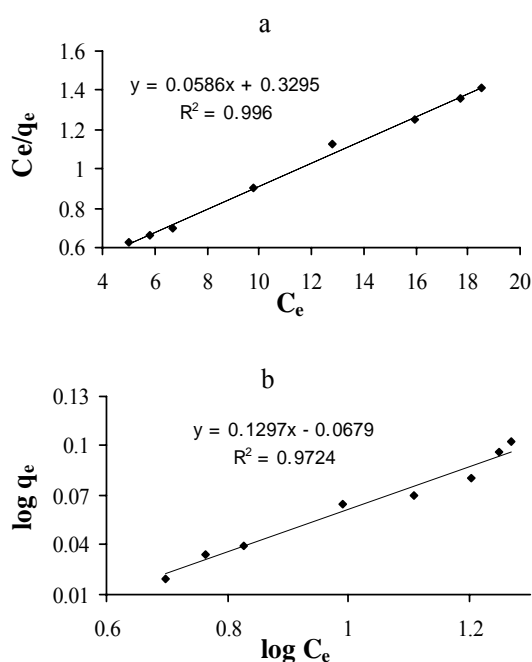 a
1.6
1.4
1.2
1
0.8
0.6
Ce/qe
y = 0.0586x + 0.3295
R² = 0.996
4 6 8 10 12 14 16 18 20
Ce
b
0.13
0.1
0.07
0.04
0.01
log qe
y = 0.1297x - 0.0679
R² = 0.9724
0.6 0.8 1 1.2
log Ce